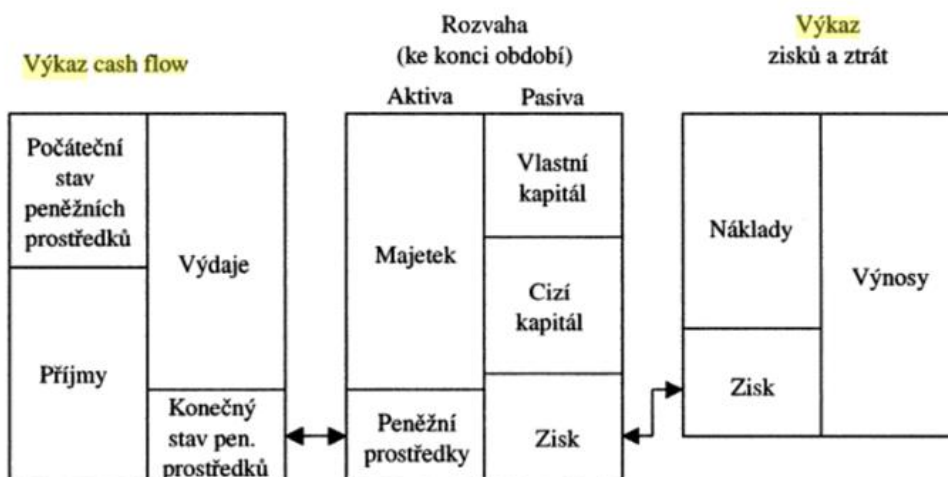 Výkaz cash flow
Počáteční
stav
peněžních
prostředků
Příjmy
Výdaje
Konečný
stav pen.
prostředků
Rozvaha
(ke konci období)
Aktiva
Pasiva
Majetek
Peněžní
prostředky
Vlastní
kapitál
Cizí
kapitál
Zisk
Výkaz
zisků a ztrát
Náklady
Zisk
Výnosy